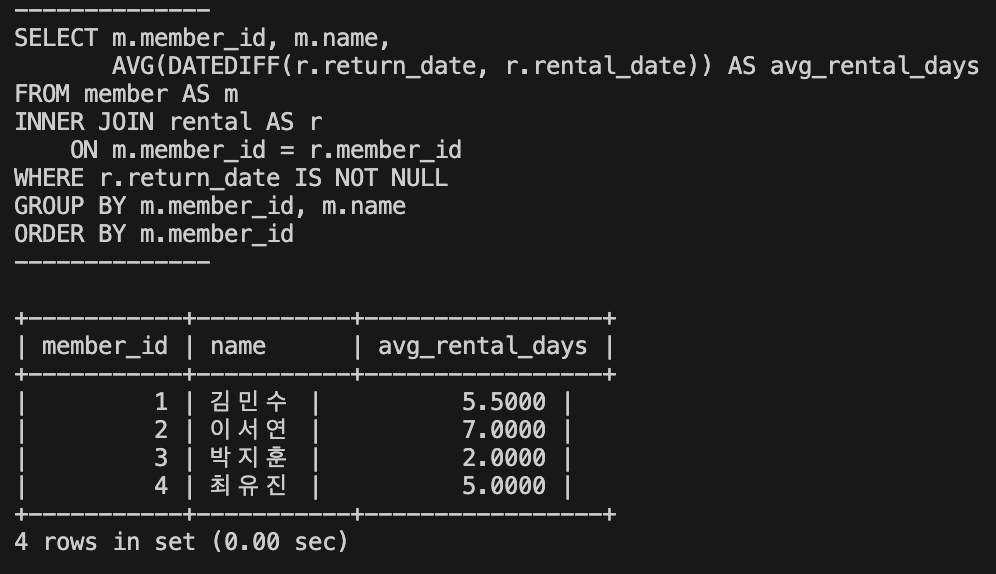 --------------
SELECT m.member_id, m.name,
       AVG(DATEDIFF(r.return_date, r.rental_date)) AS avg_rental_days
FROM member AS m
INNER JOIN rental AS r
    ON m.member_id = r.member_id
WHERE r.return_date IS NOT NULL
GROUP BY m.member_id, m.name
ORDER BY m.member_id
--------------

+-----------+-----------+-----------------+
| member_id | name      | avg_rental_days |
+-----------+-----------+-----------------+
|         1 | 김민수 |          5.5000 |
|         2 | 이서연 |          7.0000 |
|         3 | 박지훈 |          2.0000 |
|         4 | 최유진 |          5.0000 |
+-----------+-----------+-----------------+
4 rows in set (0.00 sec)